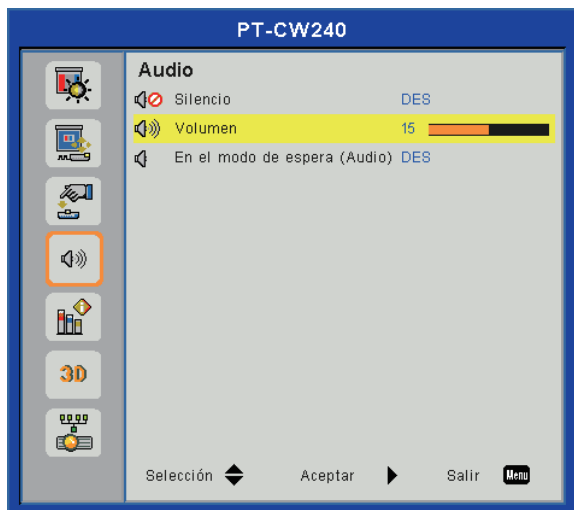 PT-CW240
Audio
Silencio DES
Volumen 15
En el modo de espera (Audio) DES
3D
Selección Aceptar Salir Menu